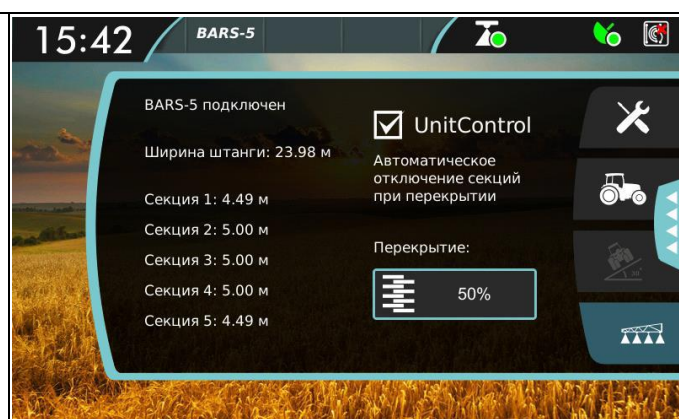 15:42
BARS-5
BARS-5 подключен
Ширина штанги: 23.98 м
Секция 1: 4.49 м
Секция 2: 5.00 м
Секция 3: 5.00 м
Секция 4: 5.00 м
Секция 5: 4.49 м
UnitControl
Автоматическое
отключение секций
при перекрытии
Перекрытие:
50%
30°